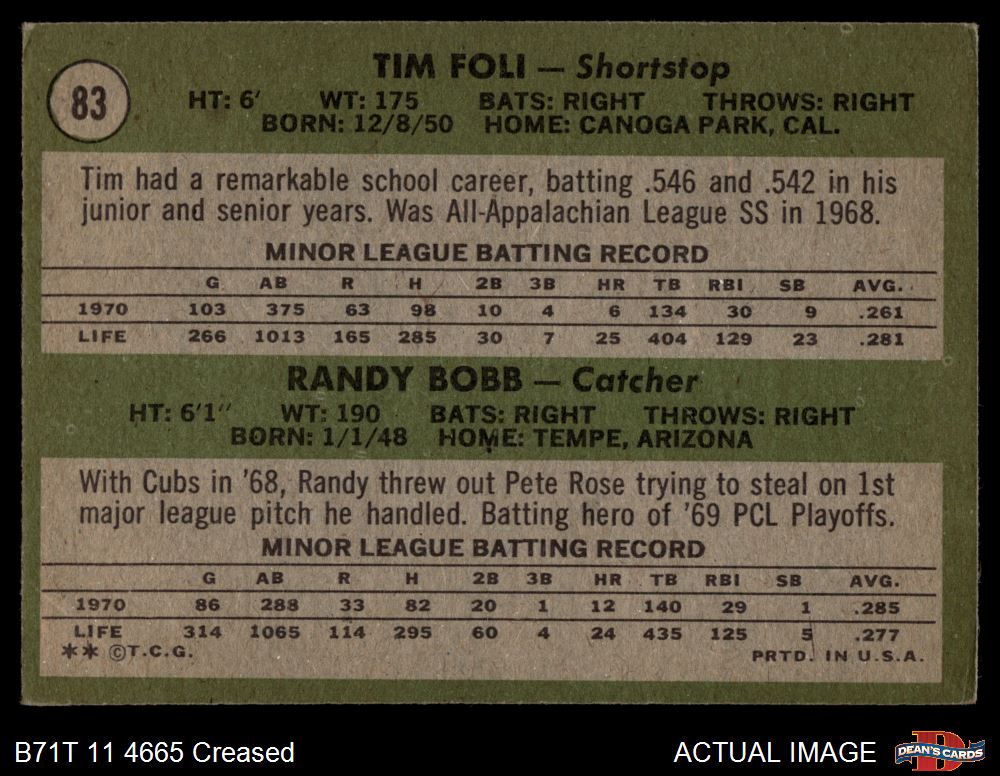 83
TIM FOLI — Shortstop
HT: 6' WT: 175 BATS: RIGHT THROWS: RIGHT
BORN: 12/8/50 HOME: CANOGA PARK, CAL.
Tim had a remarkable school career, batting .546 and .542 in his
junior and senior years. Was All-Appalachian League SS in 1968.
MINOR LEAGUE BATTING RECORD
G AB R H 2B 3B HR TB RBI SB AVG.
1970 103 375 63 98 10 4 6 134 30 9 .261
LIFE 266 1013 165 285 30 7 25 404 129 23 .281
RANDY BOBB — Catcher
HT: 6'1" WT: 190 BATS: RIGHT THROWS: RIGHT
BORN: 1/1/48 HOME: TEMPE, ARIZONA
With Cubs in '68, Randy threw out Pete Rose trying to steal on 1st
major league pitch he handled. Batting hero of '69 PCL Playoffs.
MINOR LEAGUE BATTING RECORD
G AB R H 2B 3B HR TB RBI SB AVG.
1970 86 288 33 82 20 1 12 140 29 1 .285
LIFE 314 1065 114 295 60 4 24 435 125 5 .277
** ©T.C.G. PRTD. IN U.S.A.
B71T 11 4665 Creased ACTUAL IMAGE D DEAN'S CARDS